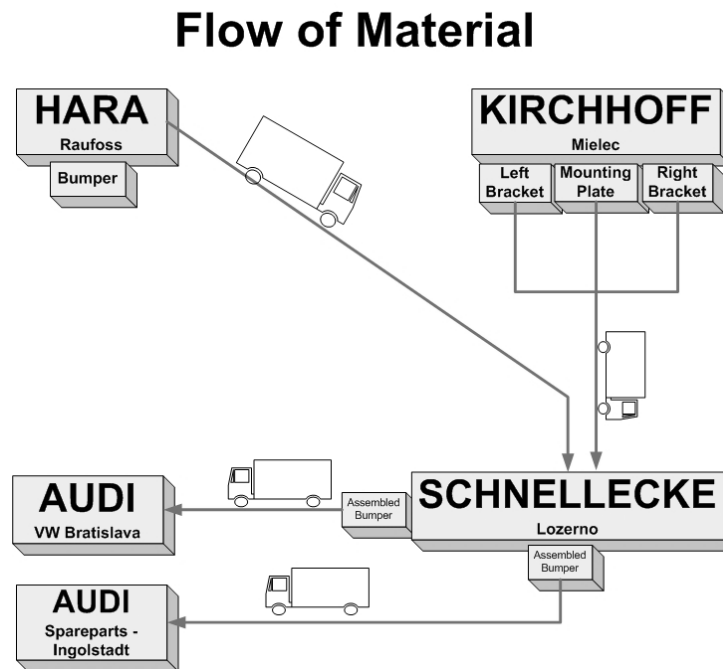 Flow of Material
HARA
Raufoss
Bumper
KIRCHHOFF
Mielec
Left
Bracket
Mounting
Plate
Right
Bracket
SCHNELLECKE
Lozerno
Assembled
Bumper
AUDI
VW Bratislava
Assembled
Bumper
AUDI
Spareparts -
Ingolstadt